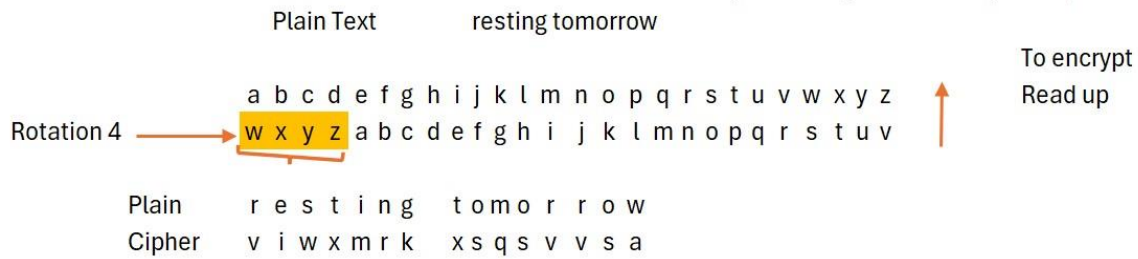 Plain Text resting tomorrow
To encrypt
a b c d e f g h i j k l m n o p q r s t u v w x y z Read up
Rotation 4 w x y z a b c d e f g h i j k l m n o p q r s t u v
Plain r e s t i n g t o m o r r o w
Cipher v i w x m r k x s q s v v s a